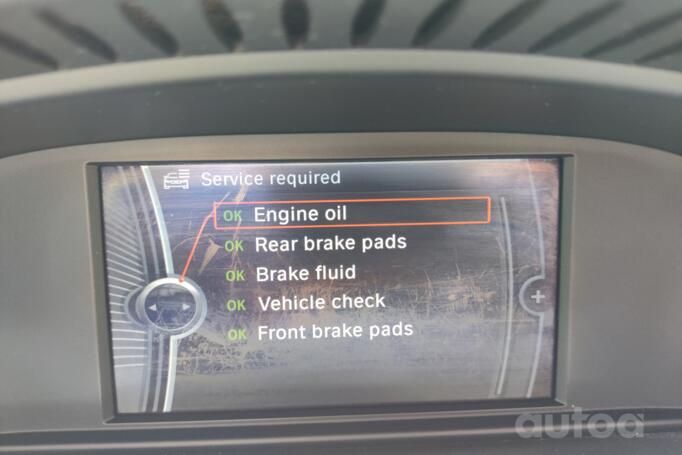 Service required
OK Engine oil
OK Rear brake pads
OK Brake fluid
OK Vehicle check
OK Front brake pads
+
autoa